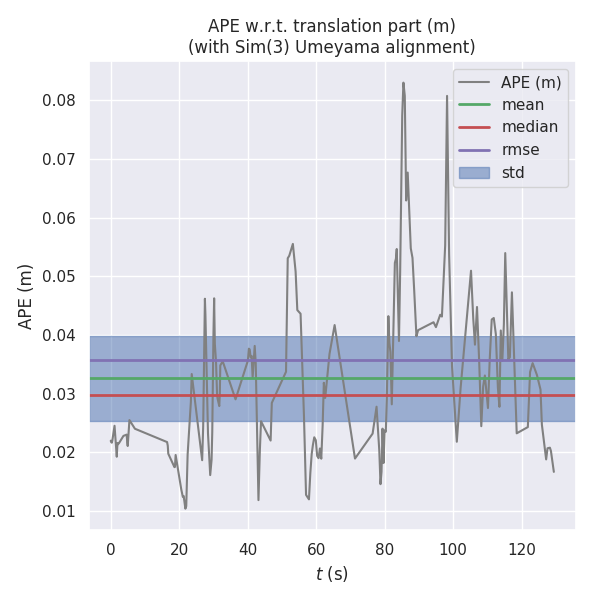 APE w.r.t. translation part (m)
(with Sim(3) Umeyama alignment)
APE (m)
mean
median
rmse
std
0.08
0.07
0.06
0.05
0.04
0.03
0.02
0.01
APE (m)
0 20 40 60 80 100 120
t (s)